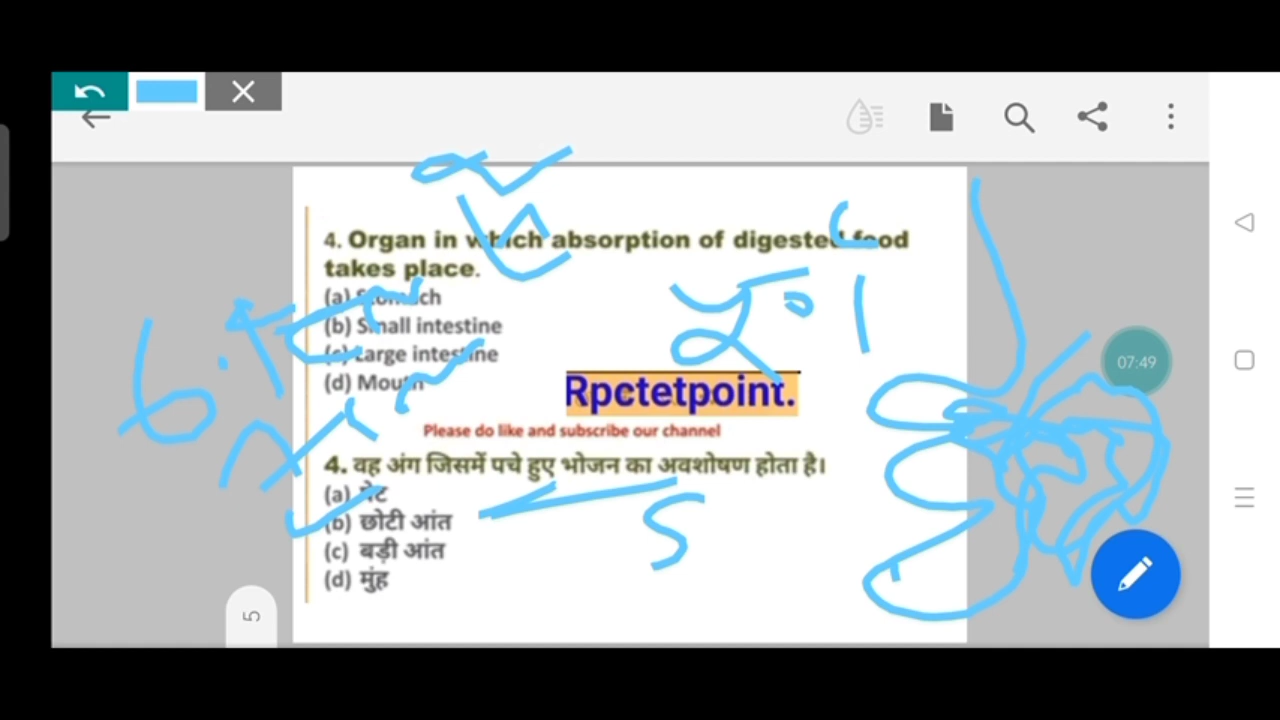 07:49
4. Organ in which absorption of digested food
takes place.
(a) Stomach
(b) Small intestine
(c) Large intestine
(d) Mouth
Rpctetpoint.
Please do like and subscribe our channel
4. वह अंग जिसमें पचे हुए भोजन का अवशोषण होता है।
(a) पेट
(b) छोटी आंत
(c) बड़ी आंत
(d) मुंह
5